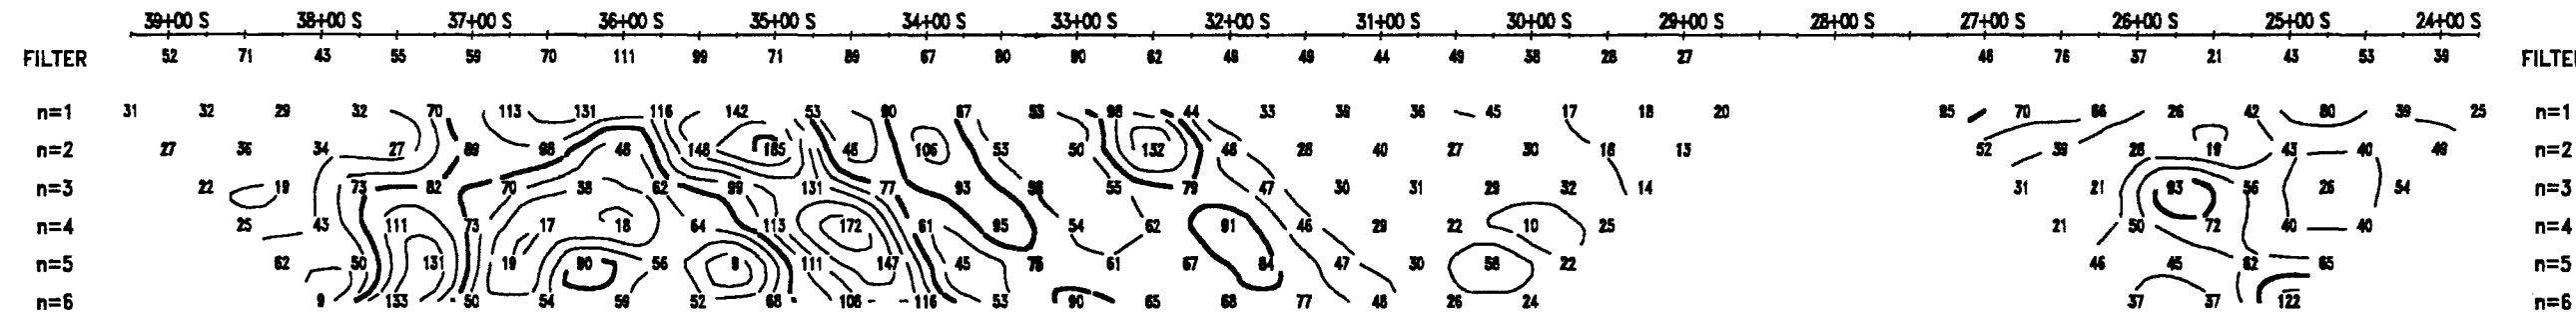 39+00 S 38+00 S 37+00 S 36+00 S 35+00 S 34+00 S 33+00 S 32+00 S 31+00 S 30+00 S 29+00 S 28+00 S 27+00 S 26+00 S 25+00 S 24+00 S
FILTER 52 71 43 55 59 70 111 99 71 89 67 80 90 62 48 49 44 49 38 28 27 46 76 37 21 43 53 39 FILTE
n=1 31 32 29 32 70 113 131 116 142 53 80 87 53 98 44 33 38 36 45 17 18 20 95 70 66 26 42 80 39 25 n=1
n=2 27 36 34 27 89 98 48 148 185 48 106 53 50 132 48 28 40 27 30 18 13 52 39 28 19 43 40 49 n=2
n=3 22 19 73 82 70 38 62 99 131 77 93 55 79 47 30 31 29 32 14 31 21 93 56 26 54 n=3
n=4 25 43 111 73 17 18 64 113 172 61 95 54 62 91 46 29 22 10 25 21 50 72 40 40 n=4
n=5 62 50 131 19 90 56 9 111 147 45 76 61 67 84 47 30 58 22 46 45 62 65 n=5
n=6 9 133 50 54 59 52 68 108 116 53 90 65 68 77 48 26 24 37 37 122 n=6